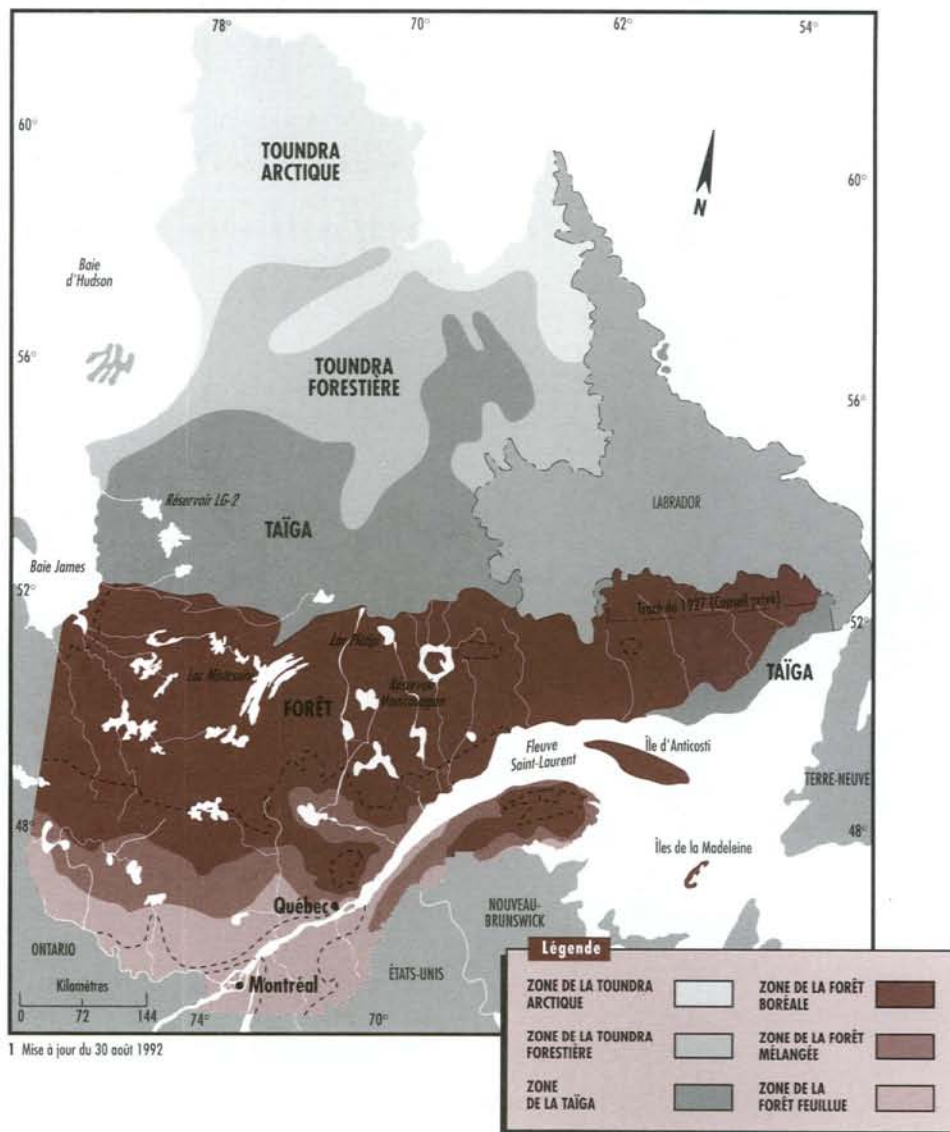 78°
70°
62°
54°
60°
60°
TOUNDRA
ARCTIQUE
N
Baie
d'Hudson
56°
TOUNDRA
FORESTIÈRE
56°
Réservoir LG-2
LABRADOR
TAÏGA
Baie James
52°
Tracé de 1927 (Conseil privé)
52°
Lac Mistassini
FORÊT
Réservoir
Manicouagan
TAÏGA
Fleuve
Saint-Laurent
Île d'Anticosti
TERRE-NEUVE
48°
48°
Îles de la Madeleine
Québec
NOUVEAU-
BRUNSWICK
ONTARIO
ÉTATS-UNIS
Kilomètres
Montréal
0 72 144
74°
70°
1 Mise à jour du 30 août 1992
Légende
ZONE DE LA TOUNDRA
ARCTIQUE
ZONE DE LA FORÊT
BORÉALE
ZONE DE LA TOUNDRA
FORESTIÈRE
ZONE DE LA FORÊT
MÉLANGÉE
ZONE
DE LA TAÏGA
ZONE DE LA
FORÊT FEUILLUE